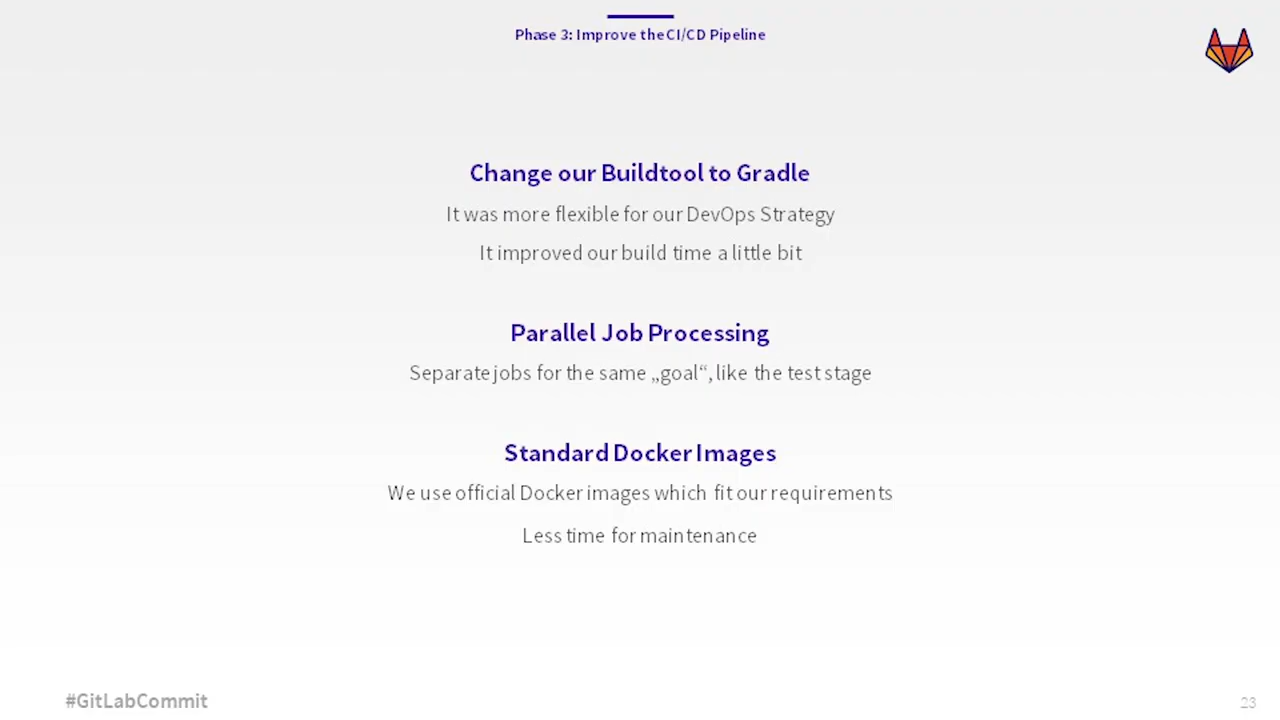 Phase 3: Improve the CI/CD Pipeline
Change our Buildtool to Gradle
It was more flexible for our DevOps Strategy
It improved our build time a little bit
Parallel Job Processing
Separate jobs for the same „goal“, like the test stage
Standard Docker Images
We use official Docker images which fit our requirements
Less time for maintenance
#GitLabCommit
23